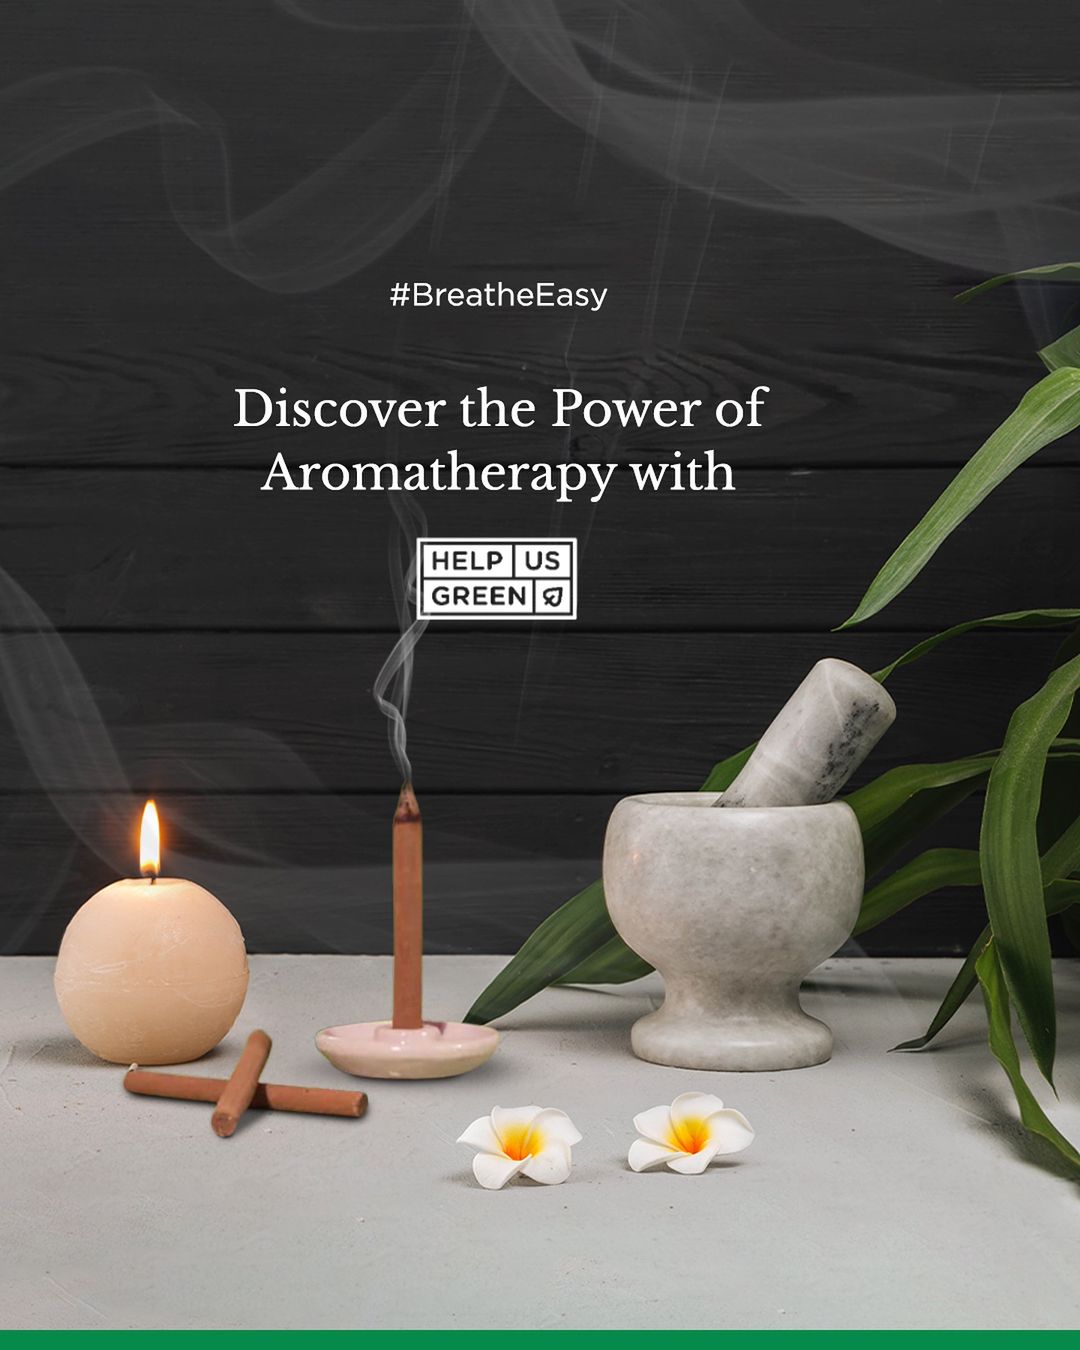 #BreatheEasy
Discover the Power of
Aromatherapy with
HELP US
GREEN